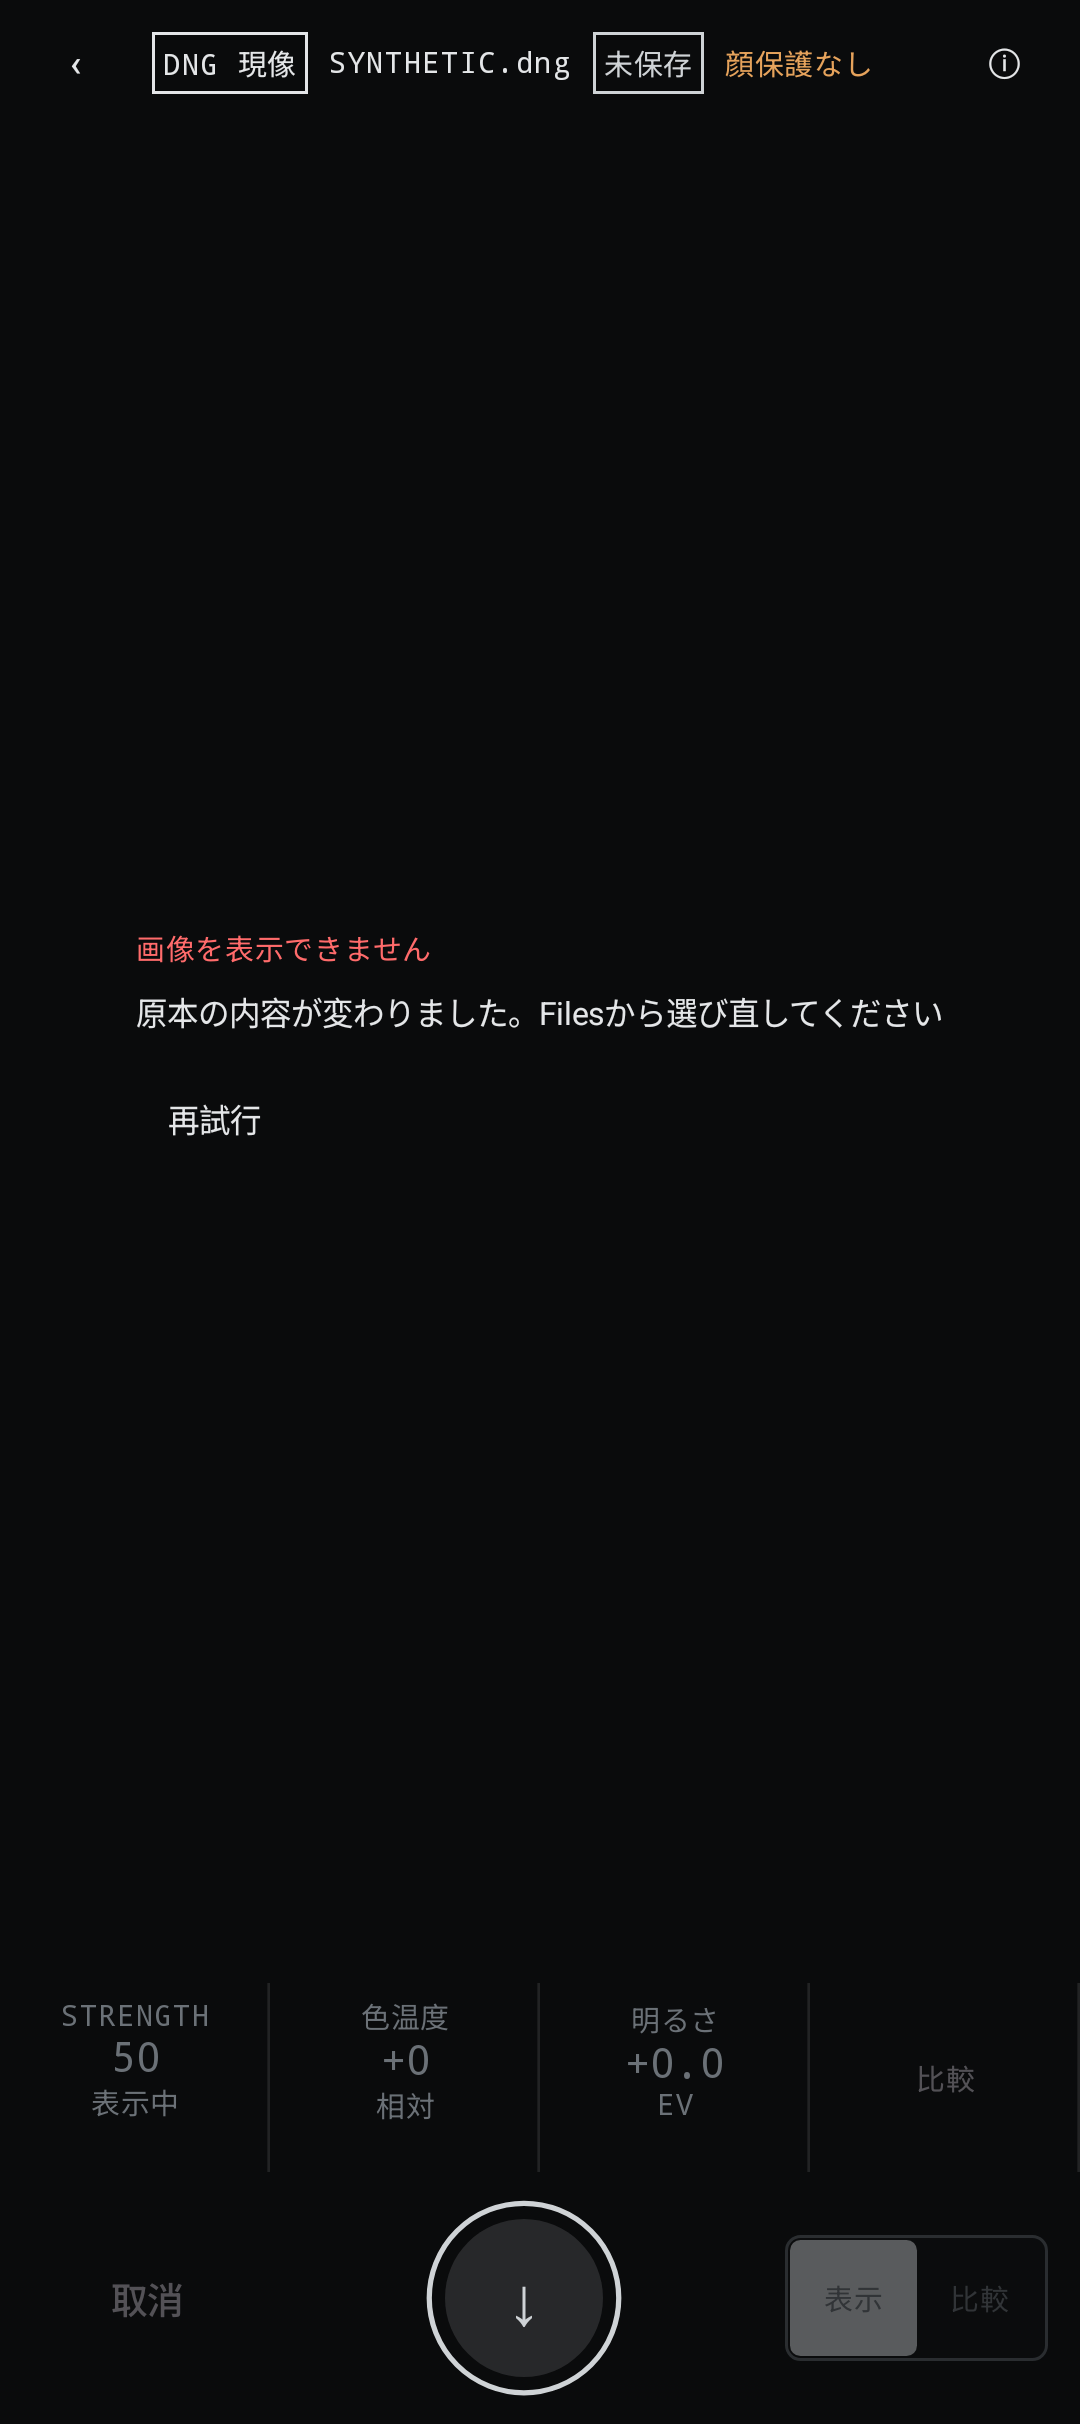 ‹ DNG 現像 SYNTHETIC.dng 未保存 顔保護なし ⓘ
画像を表示できません
原本の内容が変わりました。Filesから選び直してください
再試行
STRENGTH 色温度 明るさ 比較
50 +0 +0.0
表示中 相対 EV
取消 ↓ 表示 比較